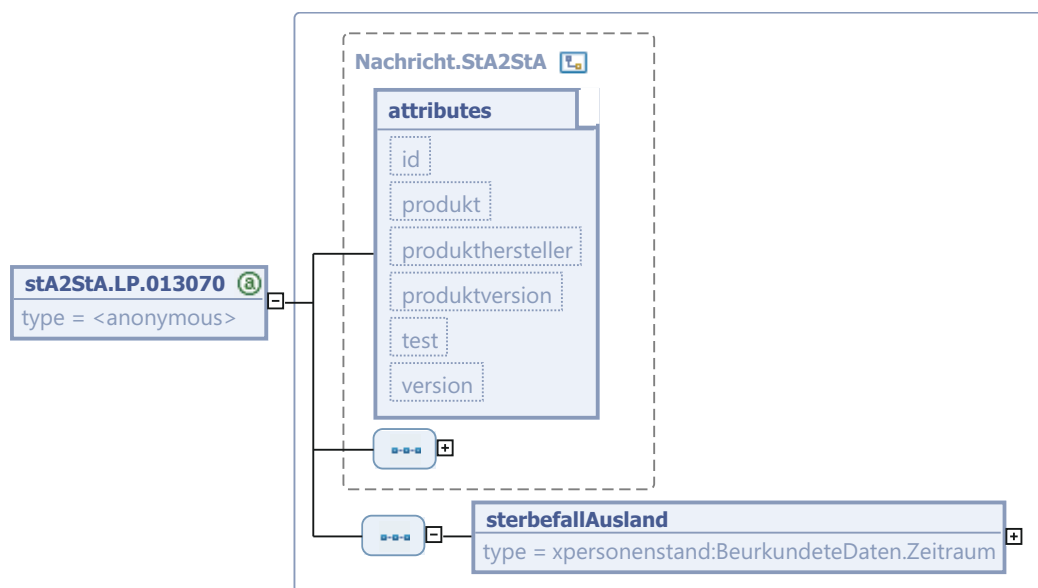 Nachricht.StA2StA
attributes
id
produkt
produkthersteller
produktversion
test
version
stA2StA.LP.013070 @
type = <anonymous>
sterbefallAusland
type = xpersonenstand:BeurkundeteDaten.Zeitraum